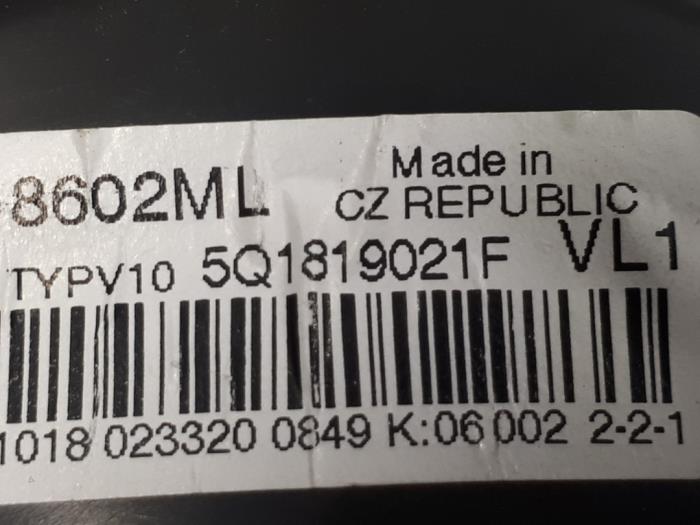 8602ML Made in
CZ REPUBLIC
TYPV10 5Q1819021F VL1
1018 023320 0849 K:06 002 2-2-1